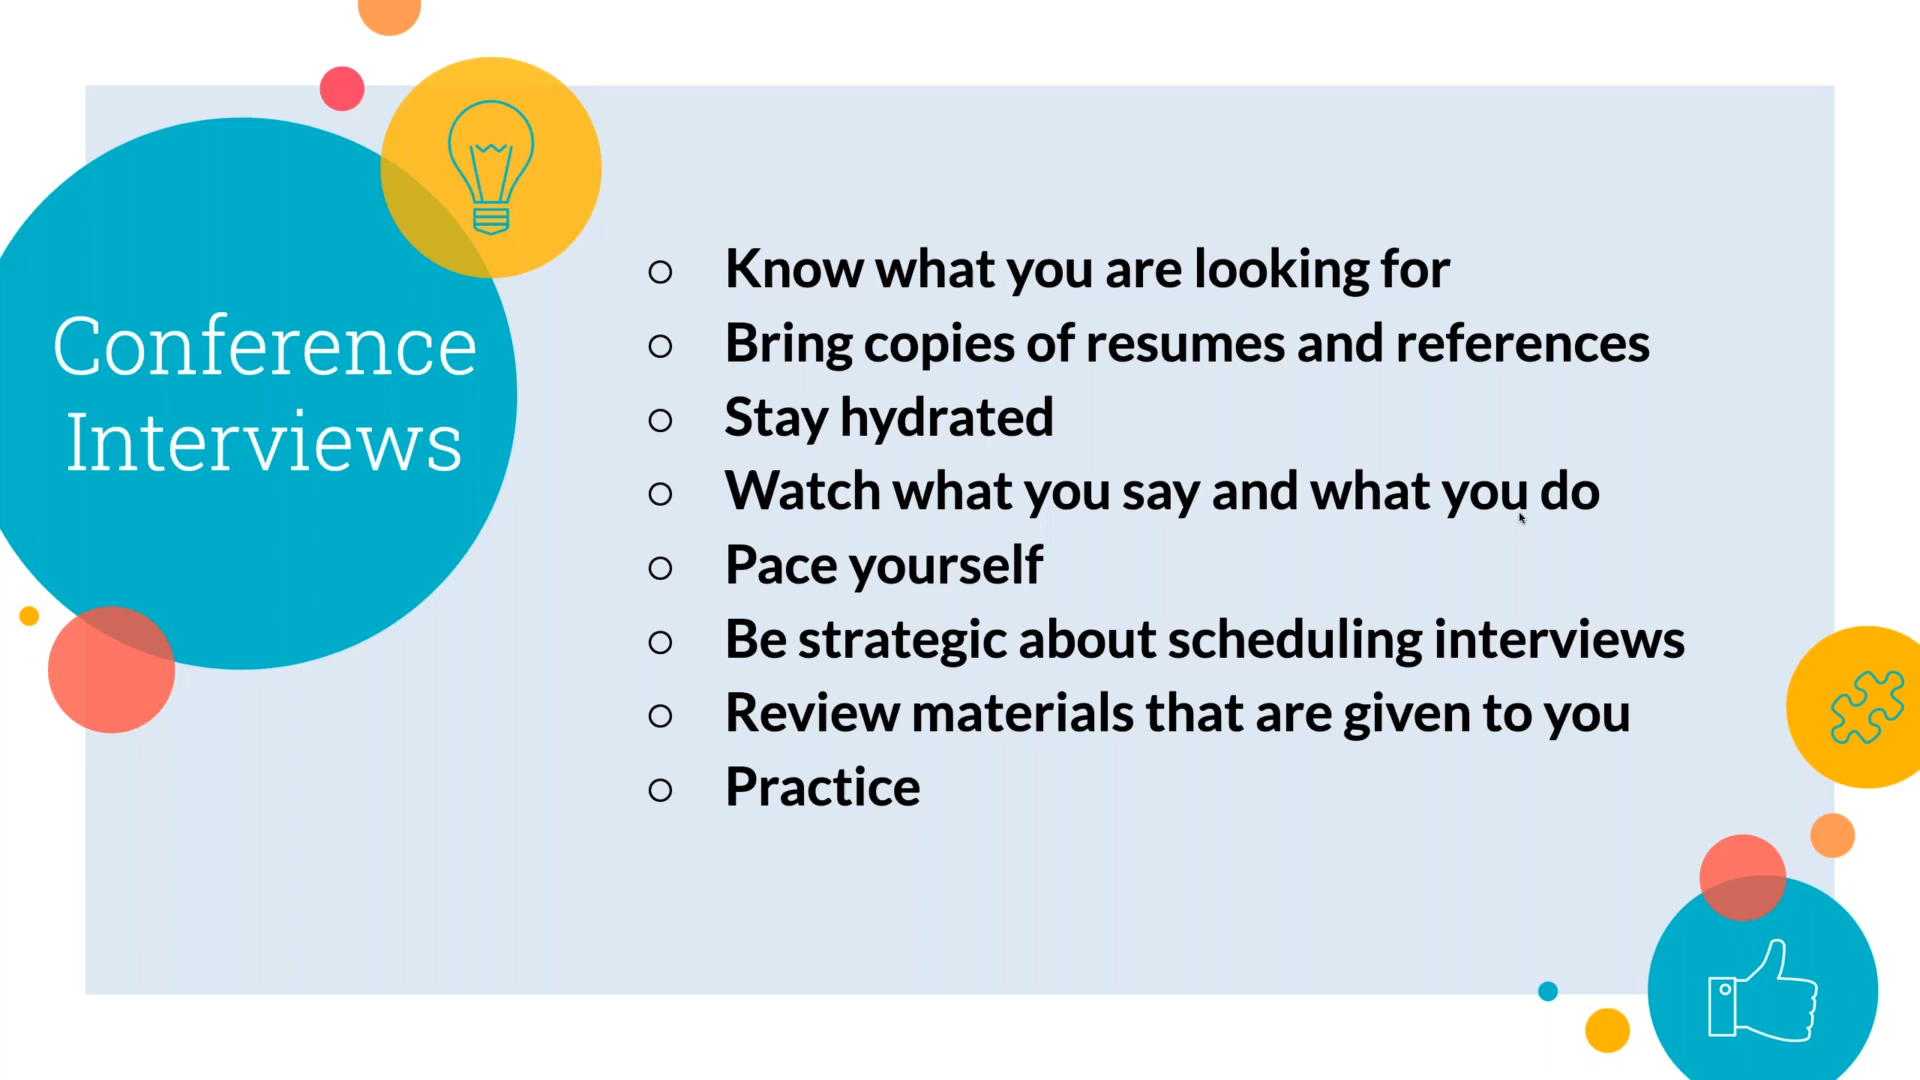 Conference
Interviews
○ Know what you are looking for
○ Bring copies of resumes and references
○ Stay hydrated
○ Watch what you say and what you do
○ Pace yourself
○ Be strategic about scheduling interviews
○ Review materials that are given to you
○ Practice